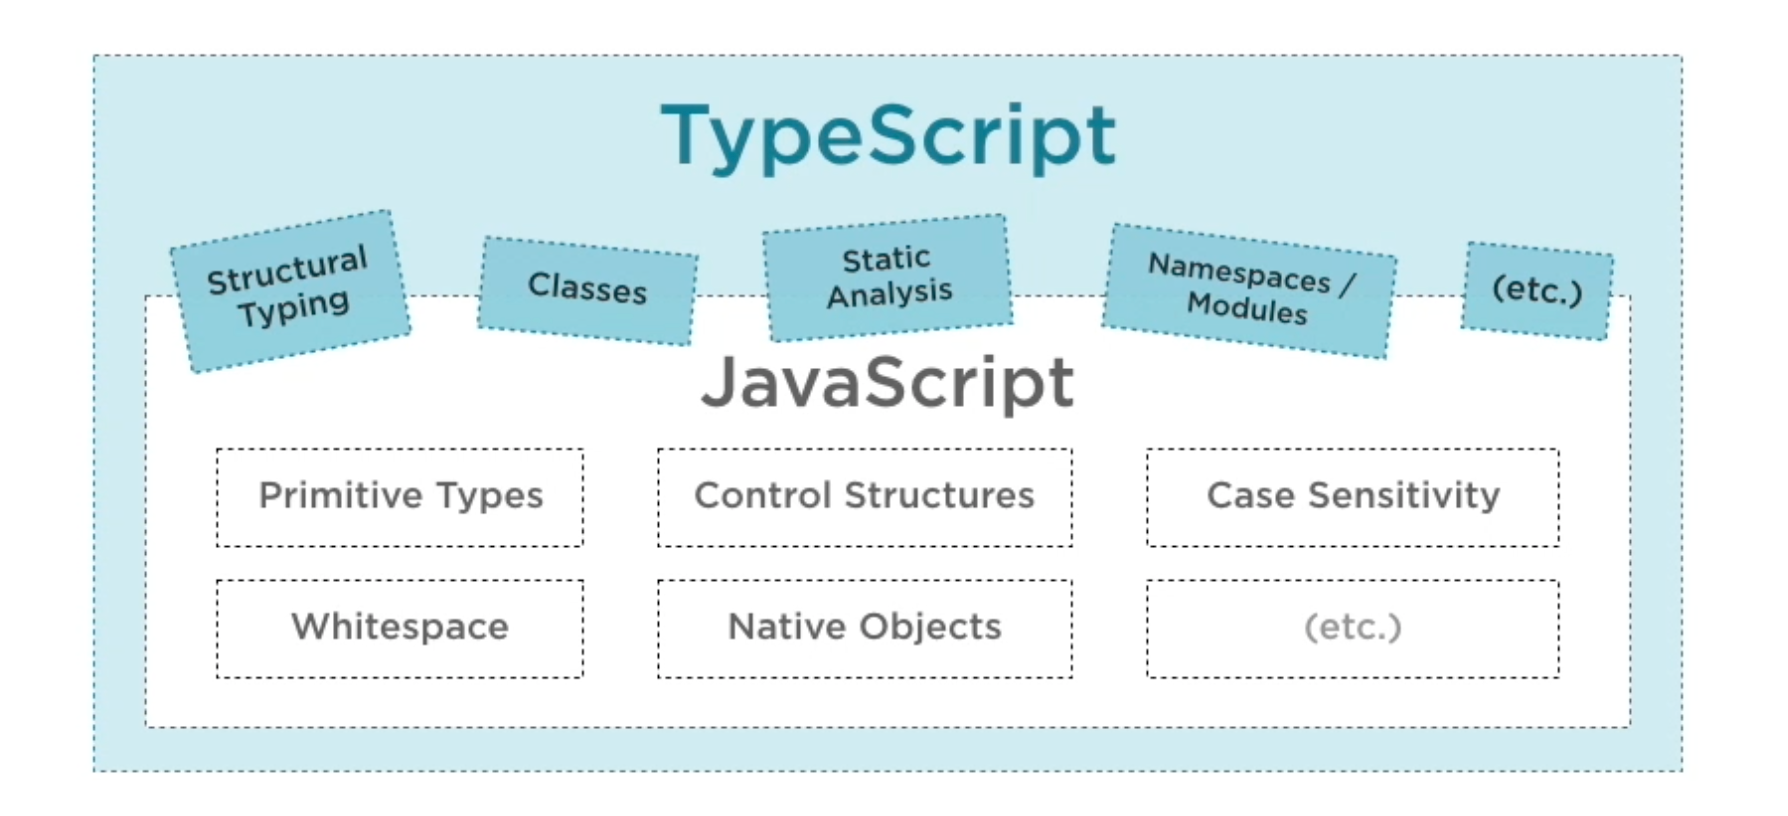 TypeScript
Structural
Typing
Classes
Static
Analysis
Namespaces /
Modules
(etc.)
JavaScript
Primitive Types
Control Structures
Case Sensitivity
Whitespace
Native Objects
(etc.)